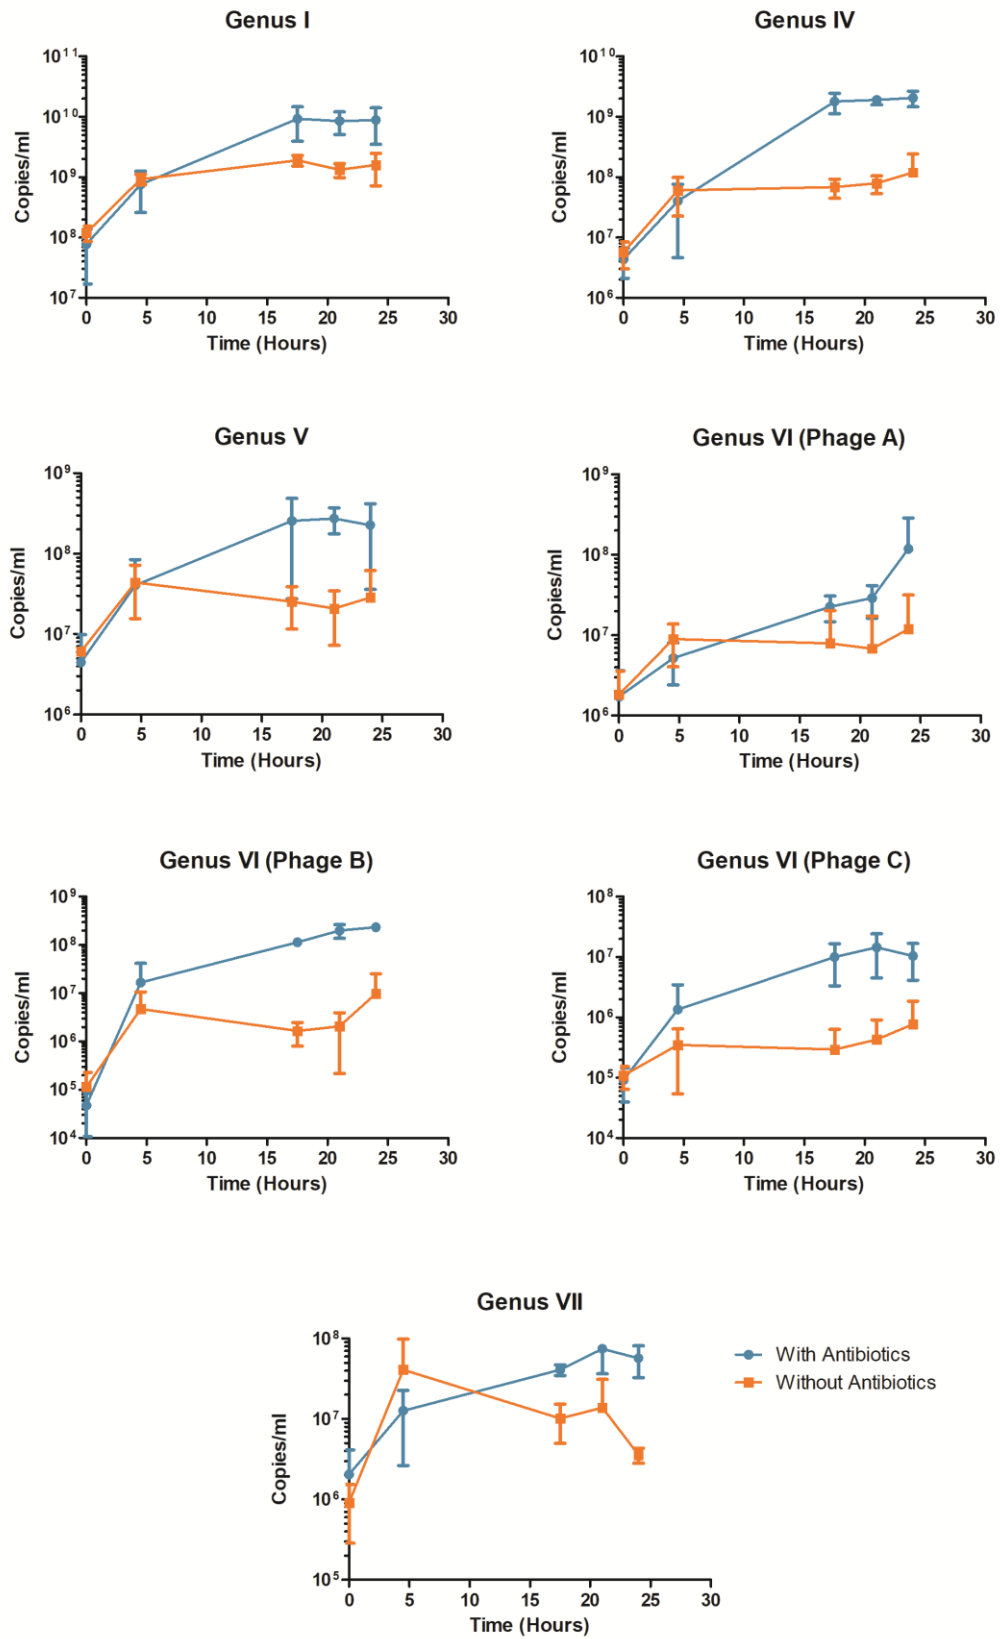 Genus I
Copies/ml
10¹¹
10¹⁰
10⁹
10⁸
10⁷
0 5 10 15 20 25 30
Time (Hours)
Genus IV
Copies/ml
10¹⁰
10⁹
10⁸
10⁷
10⁶
0 5 10 15 20 25 30
Time (Hours)
Genus V
Copies/ml
10⁹
10⁸
10⁷
10⁶
0 5 10 15 20 25 30
Time (Hours)
Genus VI (Phage A)
Copies/ml
10⁹
10⁸
10⁷
10⁶
0 5 10 15 20 25 30
Time (Hours)
Genus VI (Phage B)
Copies/ml
10⁹
10⁸
10⁷
10⁶
10⁵
10⁴
0 5 10 15 20 25 30
Time (Hours)
Genus VI (Phage C)
Copies/ml
10⁸
10⁷
10⁶
10⁵
10⁴
0 5 10 15 20 25 30
Time (Hours)
Genus VII
Copies/ml
10⁸
10⁷
10⁶
10⁵
0 5 10 15 20 25 30
Time (Hours)
With Antibiotics
Without Antibiotics